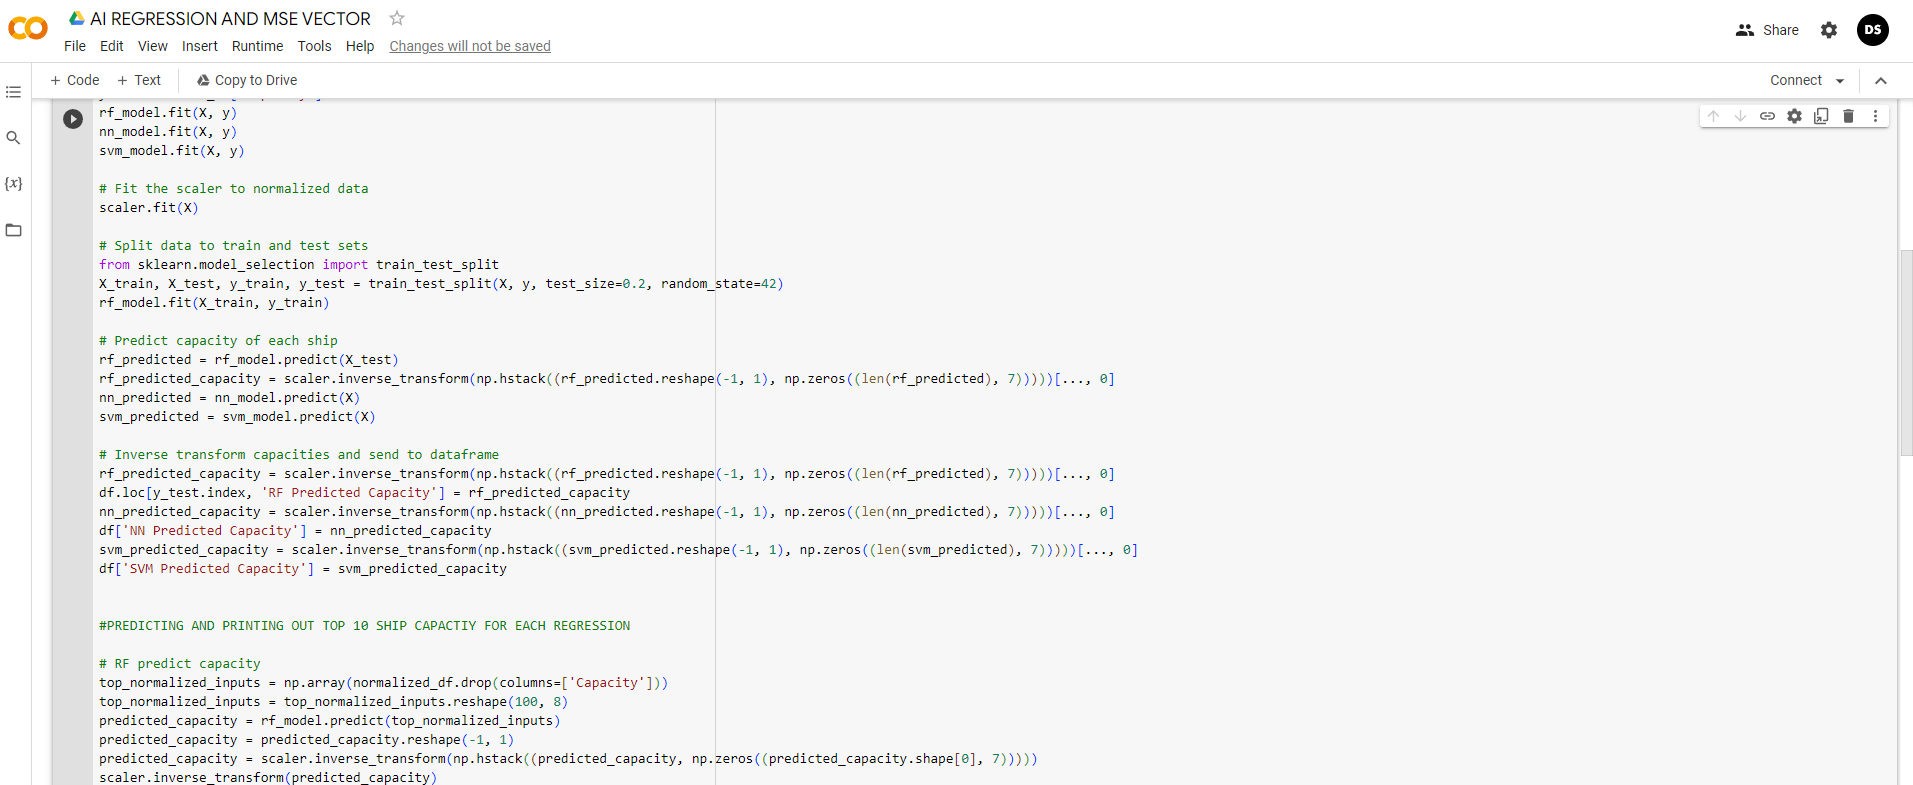 AI REGRESSION AND MSE VECTOR
File Edit View Insert Runtime Tools Help Changes will not be saved
Share
DS
+ Code + Text Copy to Drive
Connect
rf_model.fit(X, y)
nn_model.fit(X, y)
svm_model.fit(X, y)
# Fit the scaler to normalized data
scaler.fit(X)
# Split data to train and test sets
from sklearn.model_selection import train_test_split
X_train, X_test, y_train, y_test = train_test_split(X, y, test_size=0.2, random_state=42)
rf_model.fit(X_train, y_train)
# Predict capacity of each ship
rf_predicted = rf_model.predict(X_test)
rf_predicted_capacity = scaler.inverse_transform(np.hstack((rf_predicted.reshape(-1, 1), np.zeros((len(rf_predicted), 7)))))[..., 0]
nn_predicted = nn_model.predict(X)
svm_predicted = svm_model.predict(X)
# Inverse transform capacities and send to dataframe
rf_predicted_capacity = scaler.inverse_transform(np.hstack((rf_predicted.reshape(-1, 1), np.zeros((len(rf_predicted), 7)))))[..., 0]
df.loc[y_test.index, 'RF Predicted Capacity'] = rf_predicted_capacity
nn_predicted_capacity = scaler.inverse_transform(np.hstack((nn_predicted.reshape(-1, 1), np.zeros((len(nn_predicted), 7)))))[..., 0]
df['NN Predicted Capacity'] = nn_predicted_capacity
svm_predicted_capacity = scaler.inverse_transform(np.hstack((svm_predicted.reshape(-1, 1), np.zeros((len(svm_predicted), 7)))))[..., 0]
df['SVM Predicted Capacity'] = svm_predicted_capacity
#PREDICTING AND PRINTING OUT TOP 10 SHIP CAPACTIY FOR EACH REGRESSION
# RF predict capacity
top_normalized_inputs = np.array(normalized_df.drop(columns=['Capacity']))
top_normalized_inputs = top_normalized_inputs.reshape(100, 8)
predicted_capacity = rf_model.predict(top_normalized_inputs)
predicted_capacity = predicted_capacity.reshape(-1, 1)
predicted_capacity = scaler.inverse_transform(np.hstack((predicted_capacity, np.zeros((predicted_capacity.shape[0], 7)))))
scaler.inverse_transform(predicted_capacity)